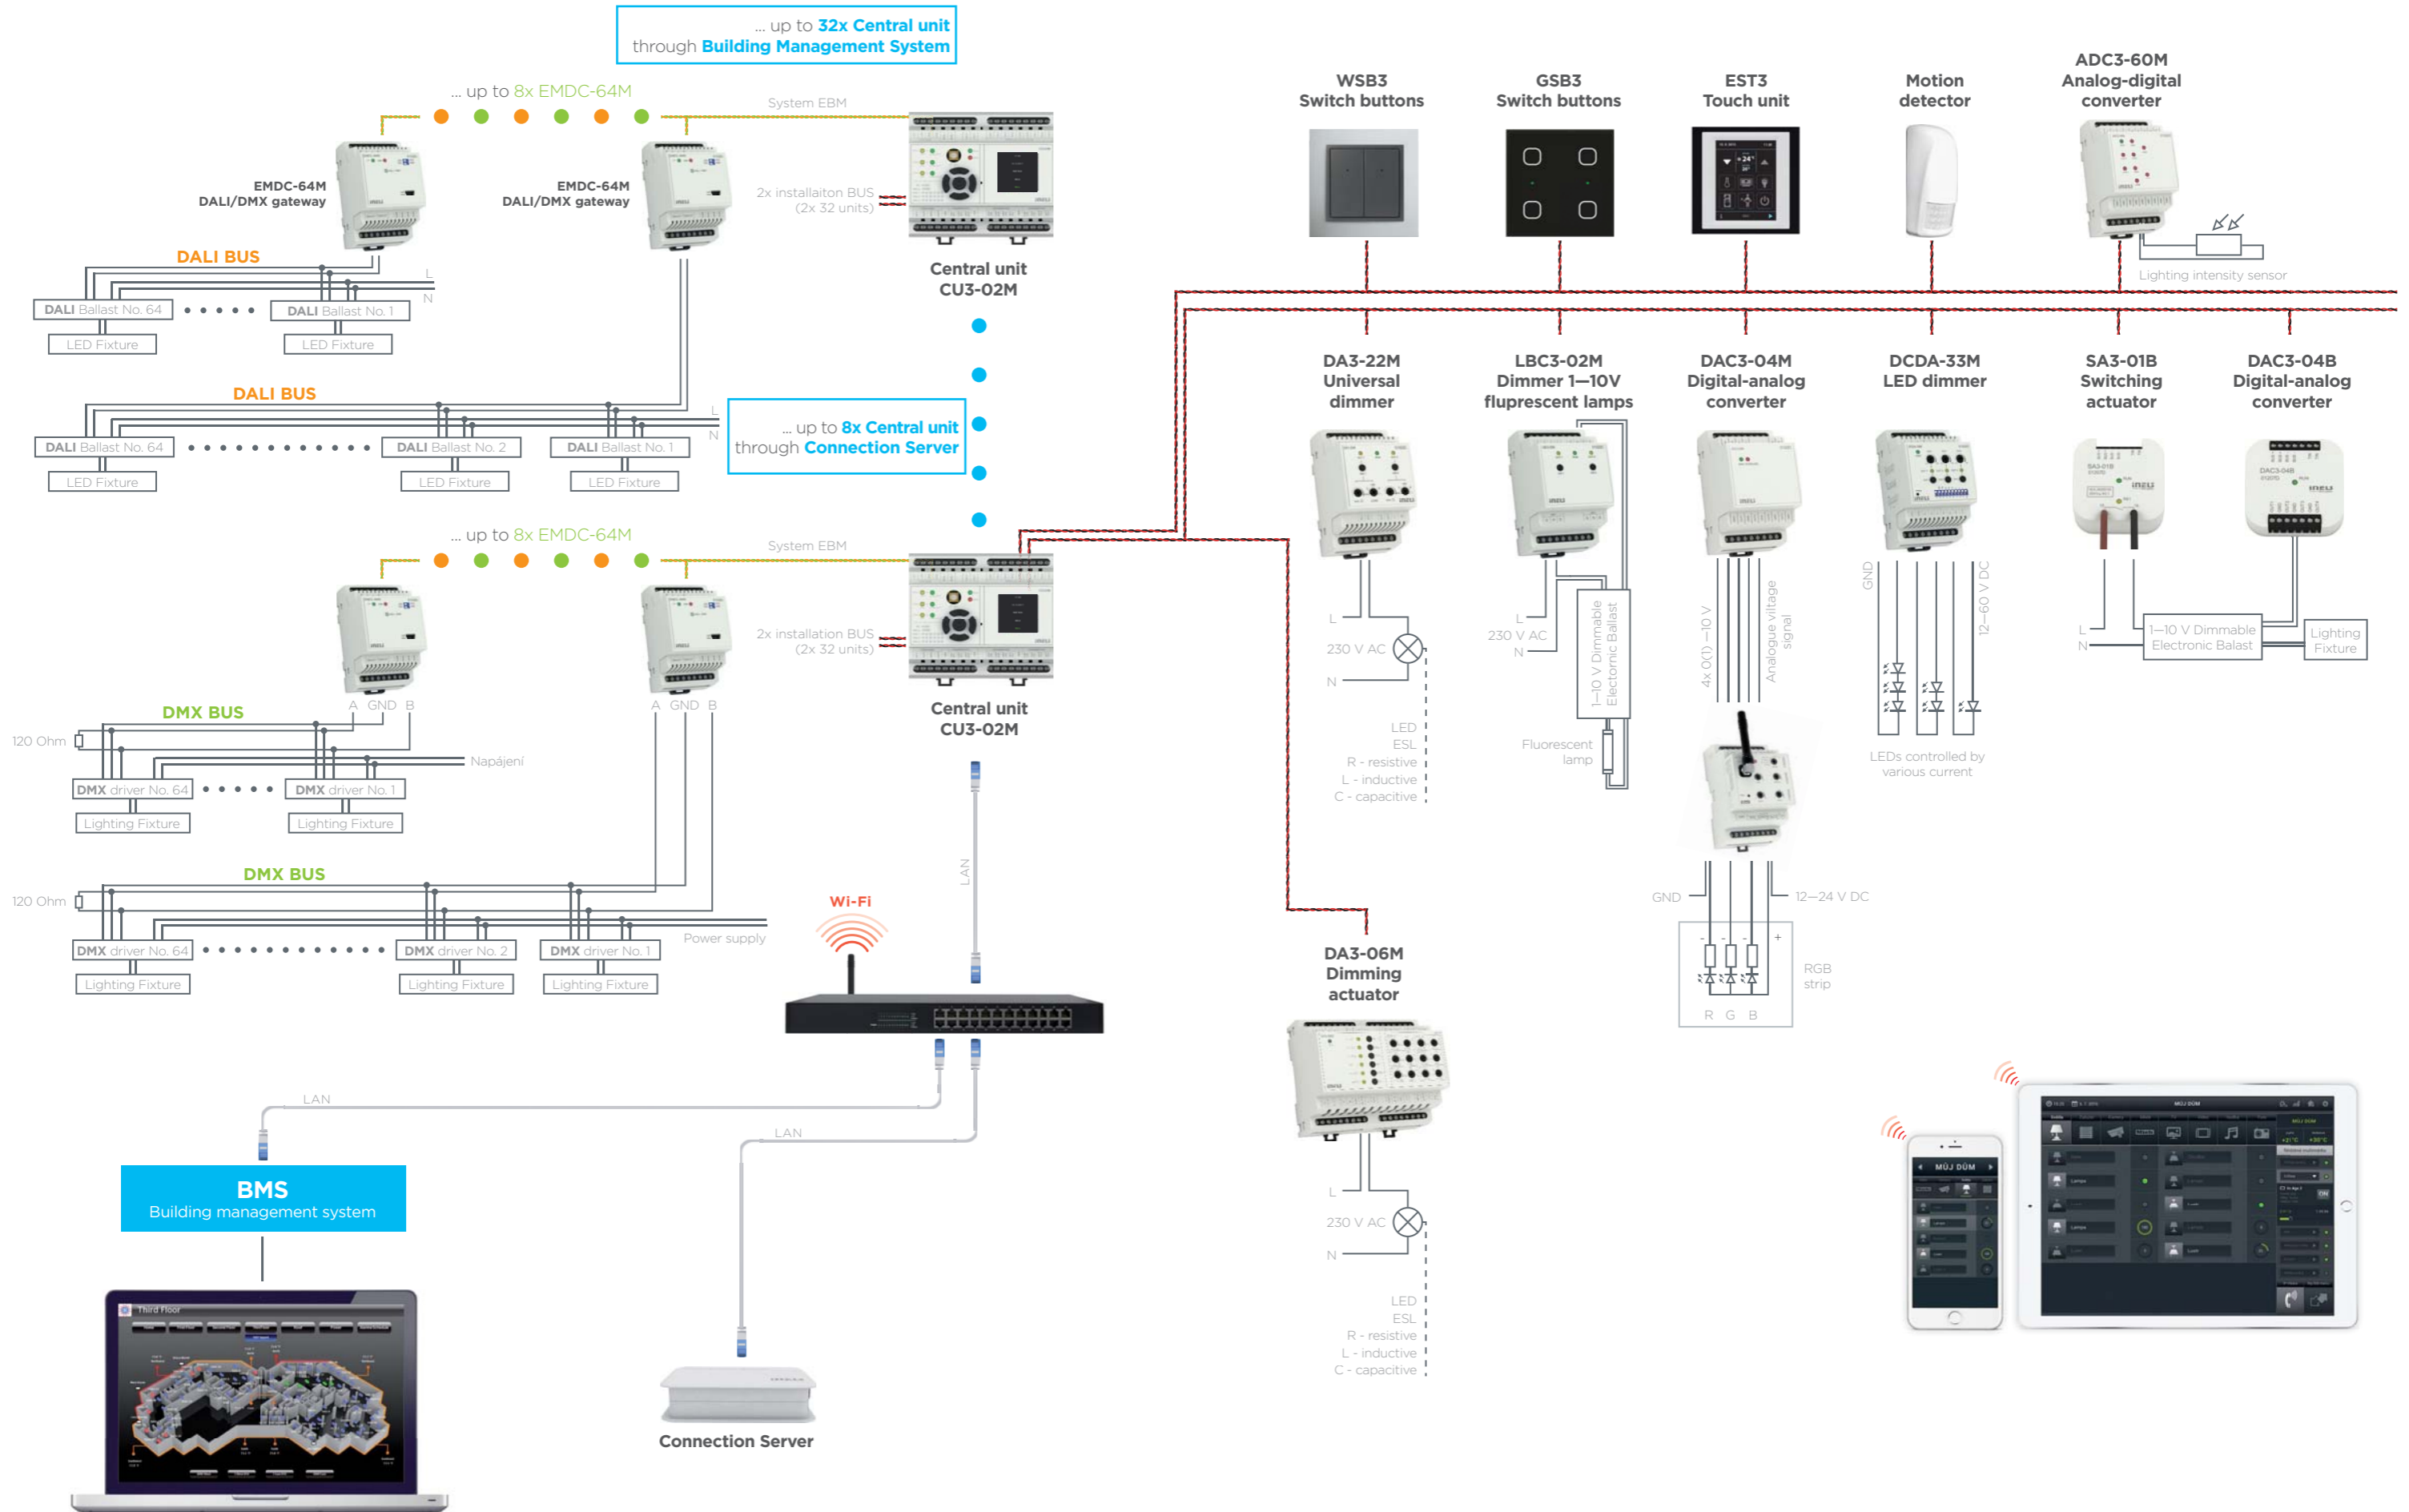 ... up to 32x Central unit
through Building Management System
... up to 8x EMDC-64M
System EBM
EMDC-64M
DALI/DMX gateway
EMDC-64M
DALI/DMX gateway
2x installaiton BUS
(2x 32 units)
Central unit
CU3-02M
DALI BUS
L
N
DALI Ballast No. 64
DALI Ballast No. 1
LED Fixture
LED Fixture
DALI BUS
L
N
DALI Ballast No. 64
DALI Ballast No. 2
DALI Ballast No. 1
LED Fixture
LED Fixture
LED Fixture
... up to 8x Central unit
through Connection Server
... up to 8x EMDC-64M
System EBM
2x installation BUS
(2x 32 units)
Central unit
CU3-02M
A GND B
A GND B
DMX BUS
120 Ohm
Napájení
DMX driver No. 64
DMX driver No. 1
Lighting Fixture
Lighting Fixture
DMX BUS
120 Ohm
Power supply
DMX driver No. 64
DMX driver No. 2
DMX driver No. 1
Lighting Fixture
Lighting Fixture
Lighting Fixture
Wi-Fi
LAN
LAN
LAN
BMS
Building management system
Third Floor
Connection Server
WSB3
Switch buttons
GSB3
Switch buttons
EST3
Touch unit
Motion
detector
ADC3-60M
Analog-digital
converter
Lighting intensity sensor
DA3-22M
Universal
dimmer
LBC3-02M
Dimmer 1—10V
fluprescent lamps
DAC3-04M
Digital-analog
converter
DCDA-33M
LED dimmer
SA3-01B
Switching
actuator
DAC3-04B
Digital-analog
converter
SA3-01B
DAC3-04B
L
230 V AC
N
LED
ESL
R - resistive
L - inductive
C - capacitive
L
230 V AC
N
1—10 V Dimmable
Electornic Ballast
Fluorescent
lamp
4x 0(1) —10 V
Analogue viltage
signal
GND
12—60 V DC
LEDs controlled by
various current
L
N
1—10 V Dimmable
Electronic Balast
Lighting
Fixture
GND
12—24 V DC
- - - +
RGB
strip
R G B
DA3-06M
Dimming
actuator
L
230 V AC
N
LED
ESL
R - resistive
L - inductive
C - capacitive
MŮJ DŮM
MŮJ DŮM